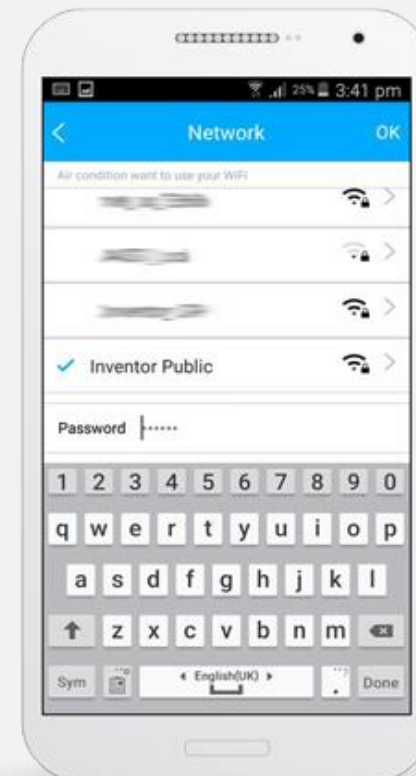 25% 3:41 pm
Network OK
Air condition want to use your WiFi
Inventor Public
Password ······
1 2 3 4 5 6 7 8 9 0
q w e r t y u i o p
a s d f g h j k l
z x c v b n m
Sym English(UK) . Done